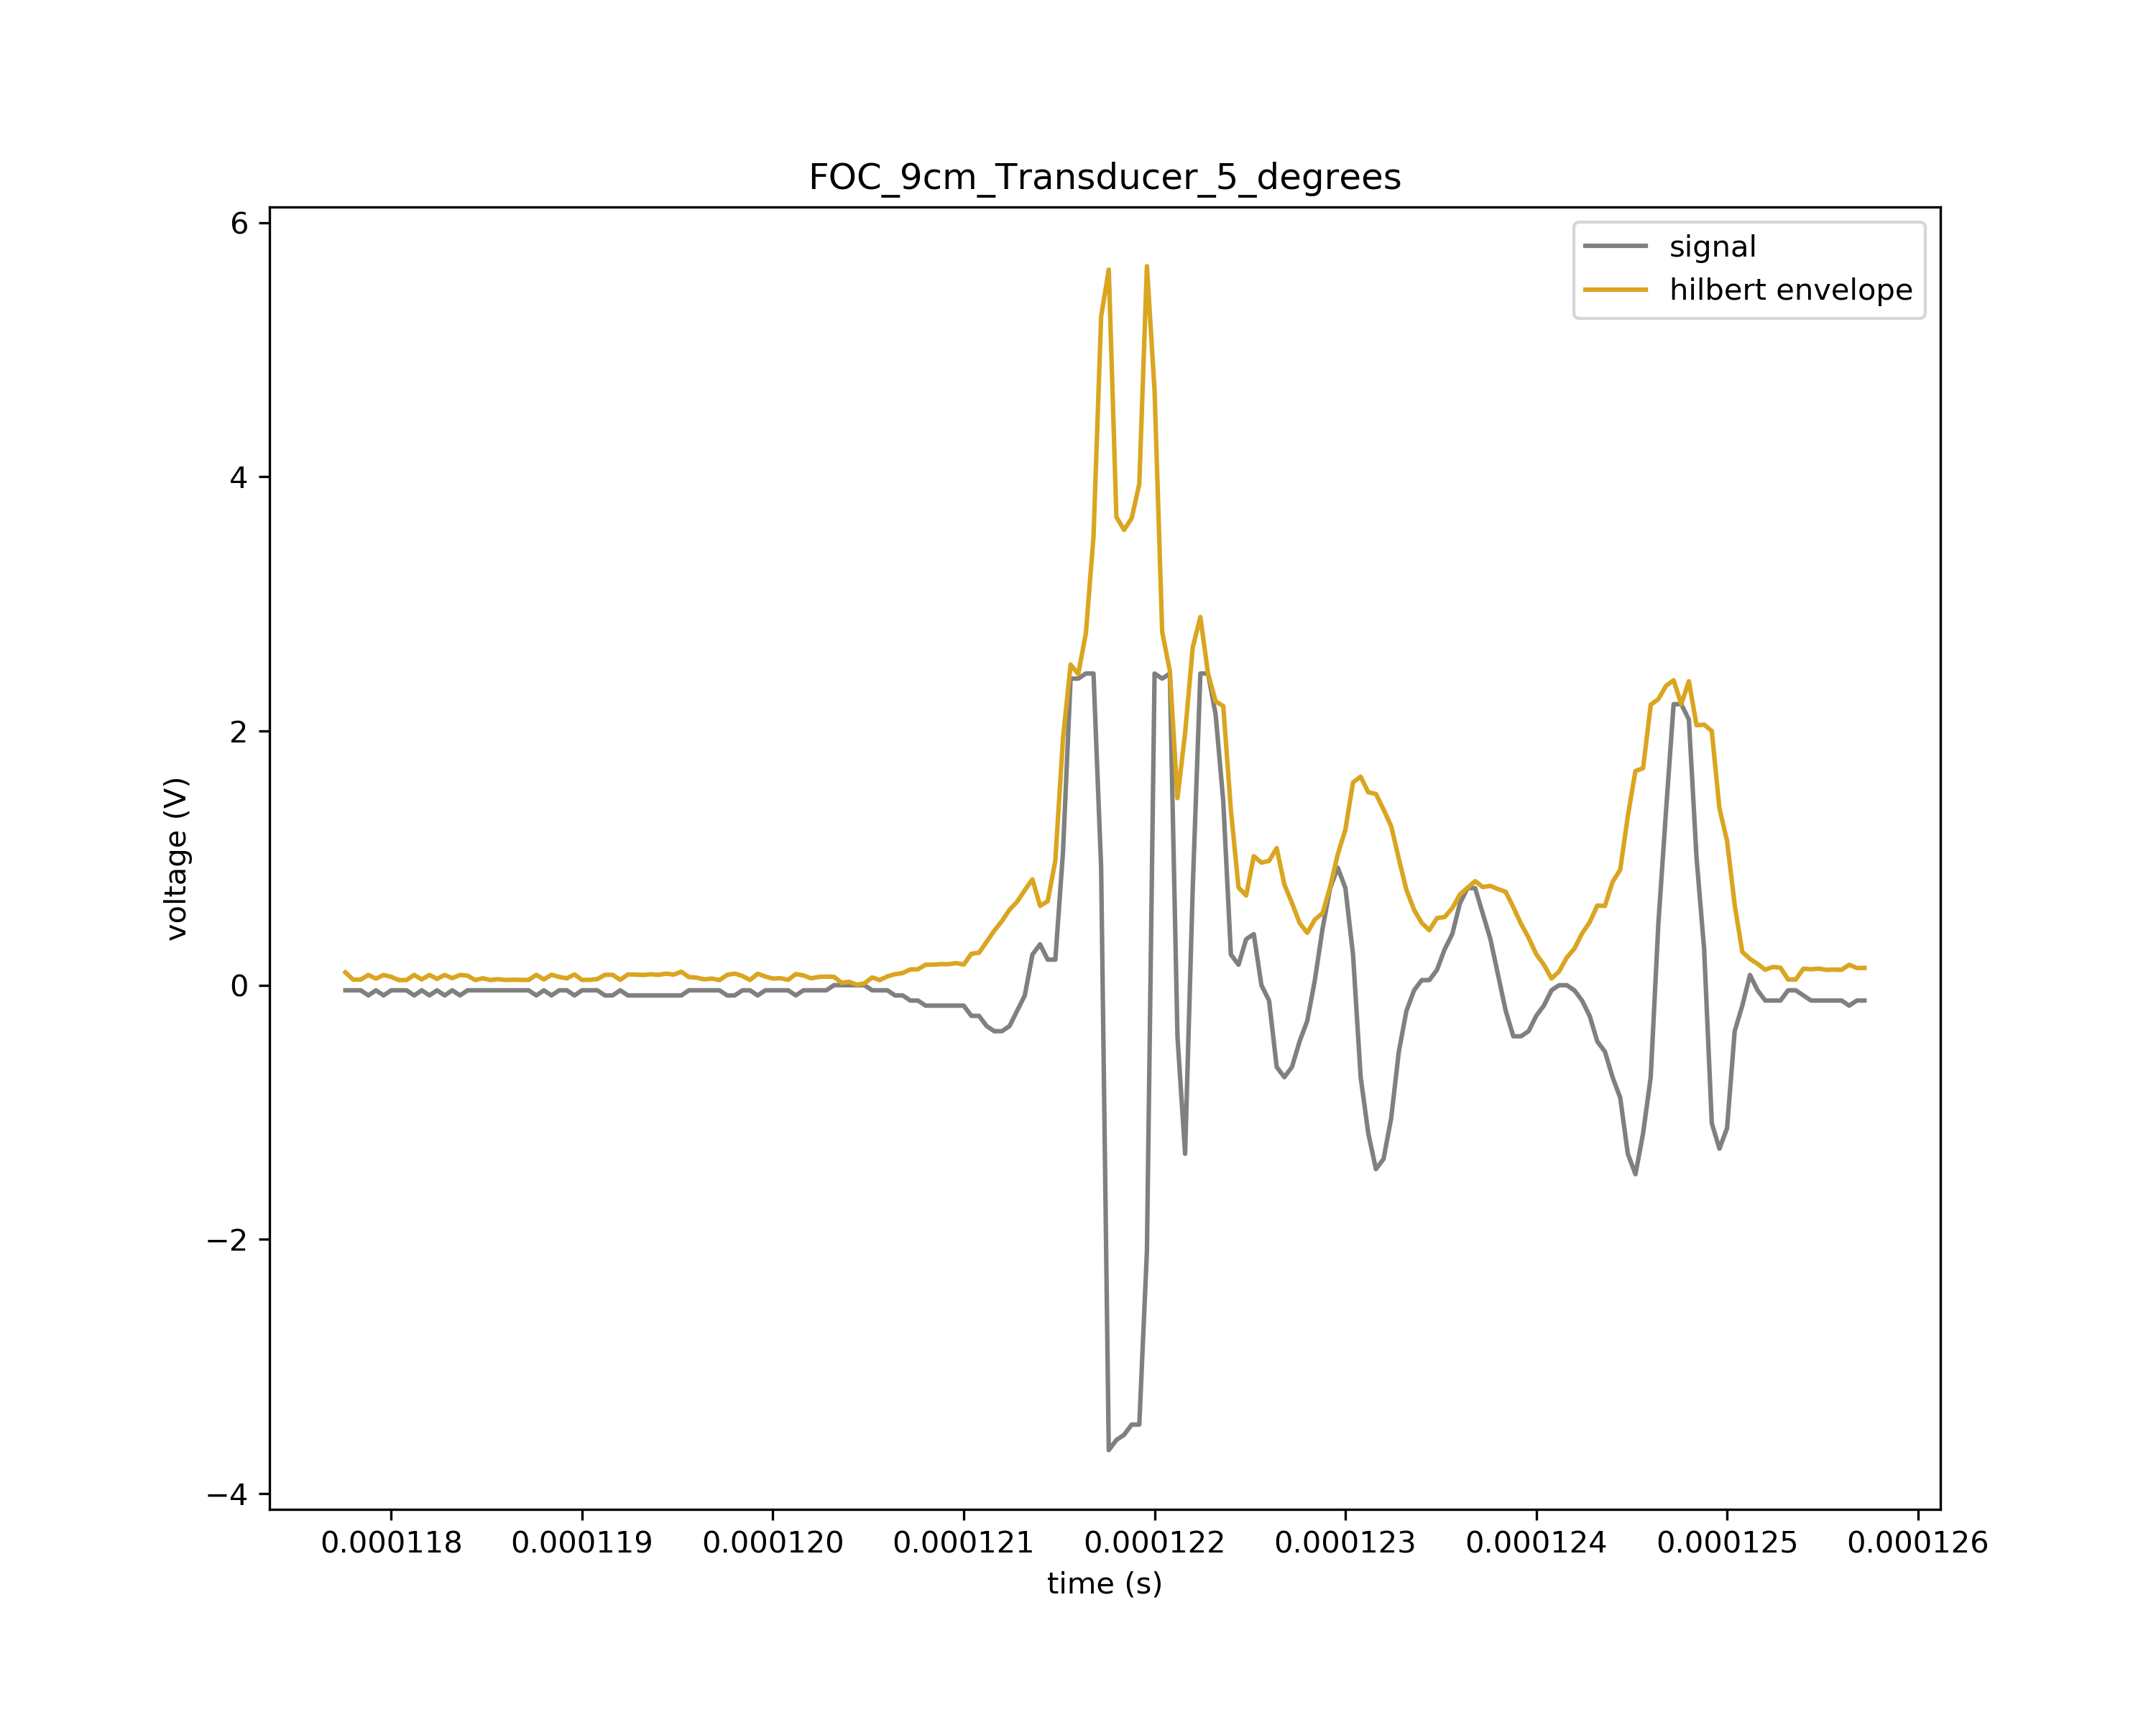 FOC_9cm_Transducer_5_degrees
signal
hilbert envelope
6
4
2
0
−2
−4
voltage (V)
0.000118 0.000119 0.000120 0.000121 0.000122 0.000123 0.000124 0.000125 0.000126
time (s)